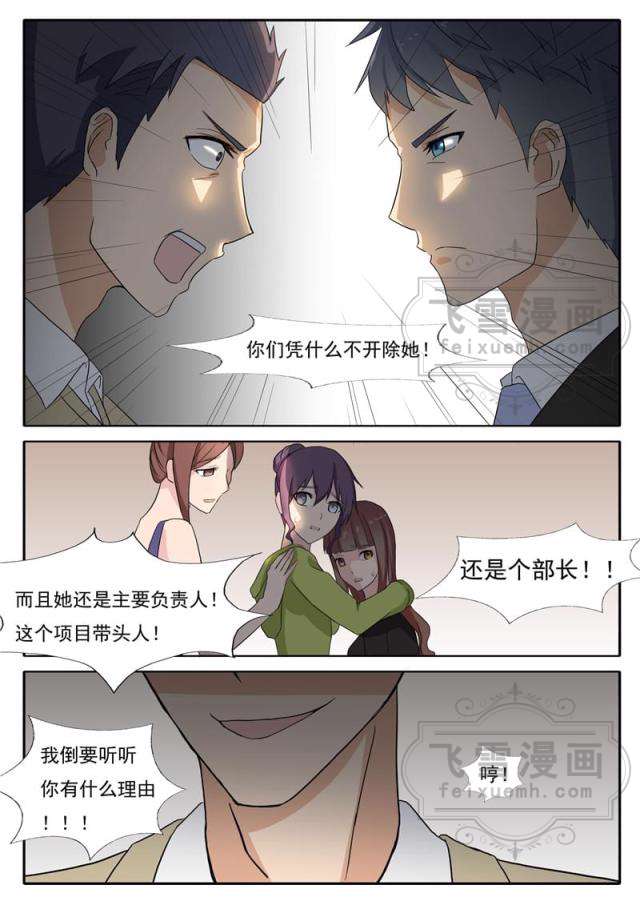 飞雪漫画
feixuemh.com
你们凭什么不开除她！
而且她还是主要负责人！
这个项目带头人！
还是个部长！！
我倒要听听
你有什么理由
！！！
飞雪漫画
feixuemh.com
哼！